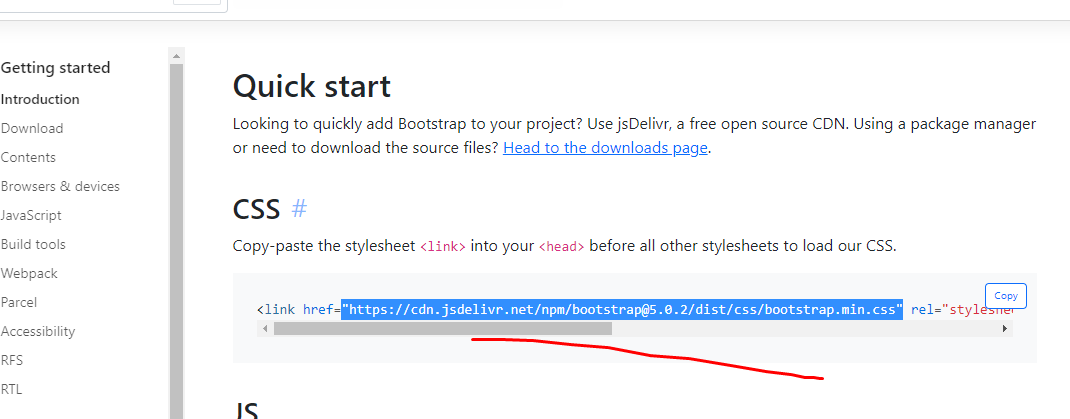 Getting started
Introduction
Download
Contents
Browsers & devices
JavaScript
Build tools
Webpack
Parcel
Accessibility
RFS
RTL
Quick start
Looking to quickly add Bootstrap to your project? Use jsDelivr, a free open source CDN. Using a package manager
or need to download the source files? Head to the downloads page.
CSS #
Copy-paste the stylesheet <link> into your <head> before all other stylesheets to load our CSS.
Copy
<link href="https://cdn.jsdelivr.net/npm/bootstrap@5.0.2/dist/css/bootstrap.min.css" rel="styleshe
JS